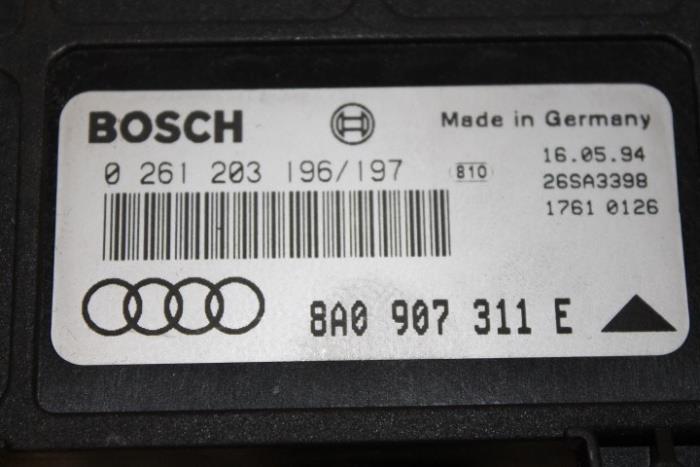 BOSCH
Made in Germany
0 261 203 196/197
810
16.05.94
26SA3398
1761 0126
8A0 907 311 E